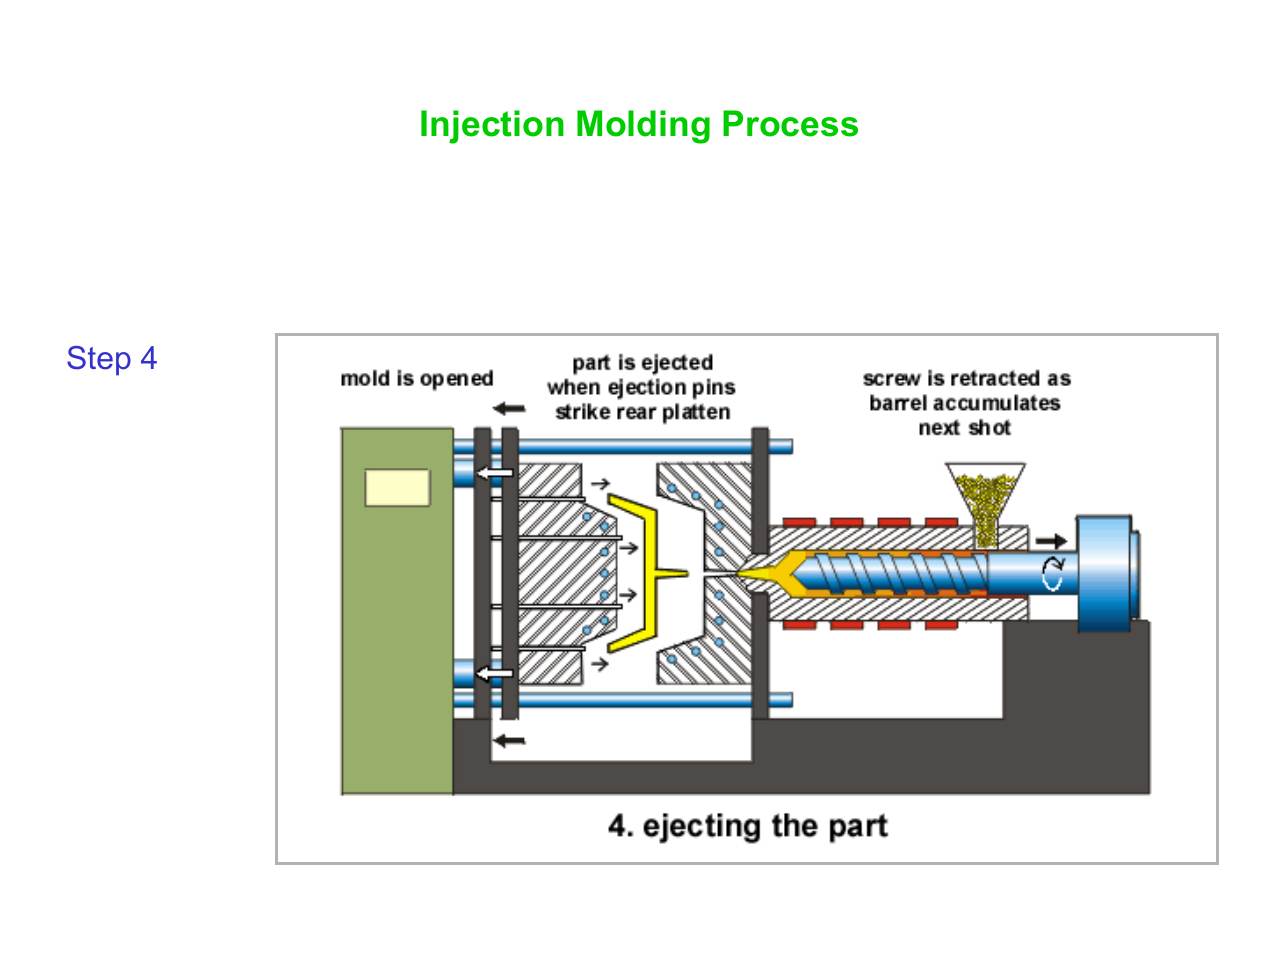 Injection Molding Process
Step 4
mold is opened
part is ejected
when ejection pins
strike rear platten
screw is retracted as
barrel accumulates
next shot
4. ejecting the part